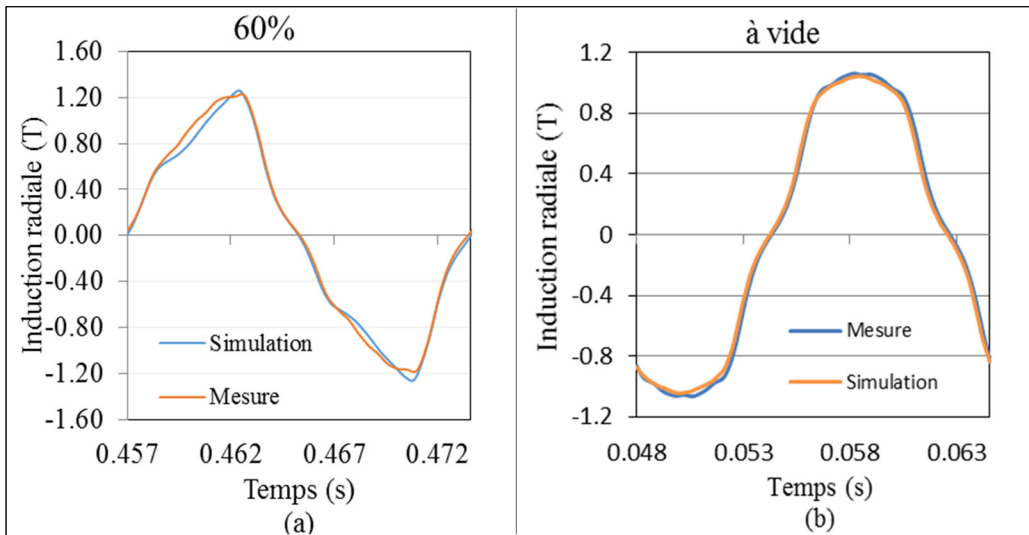 60%
Induction radiale (T)
1.60
1.20
0.80
0.40
0.00
-0.40
-0.80
-1.20
-1.60
Simulation
Mesure
0.457
0.462
0.467
0.472
Temps (s)
(a)
à vide
Induction radiale (T)
1.2
0.8
0.4
0
-0.4
-0.8
-1.2
Mesure
Simulation
0.048
0.053
0.058
0.063
Temps (s)
(b)